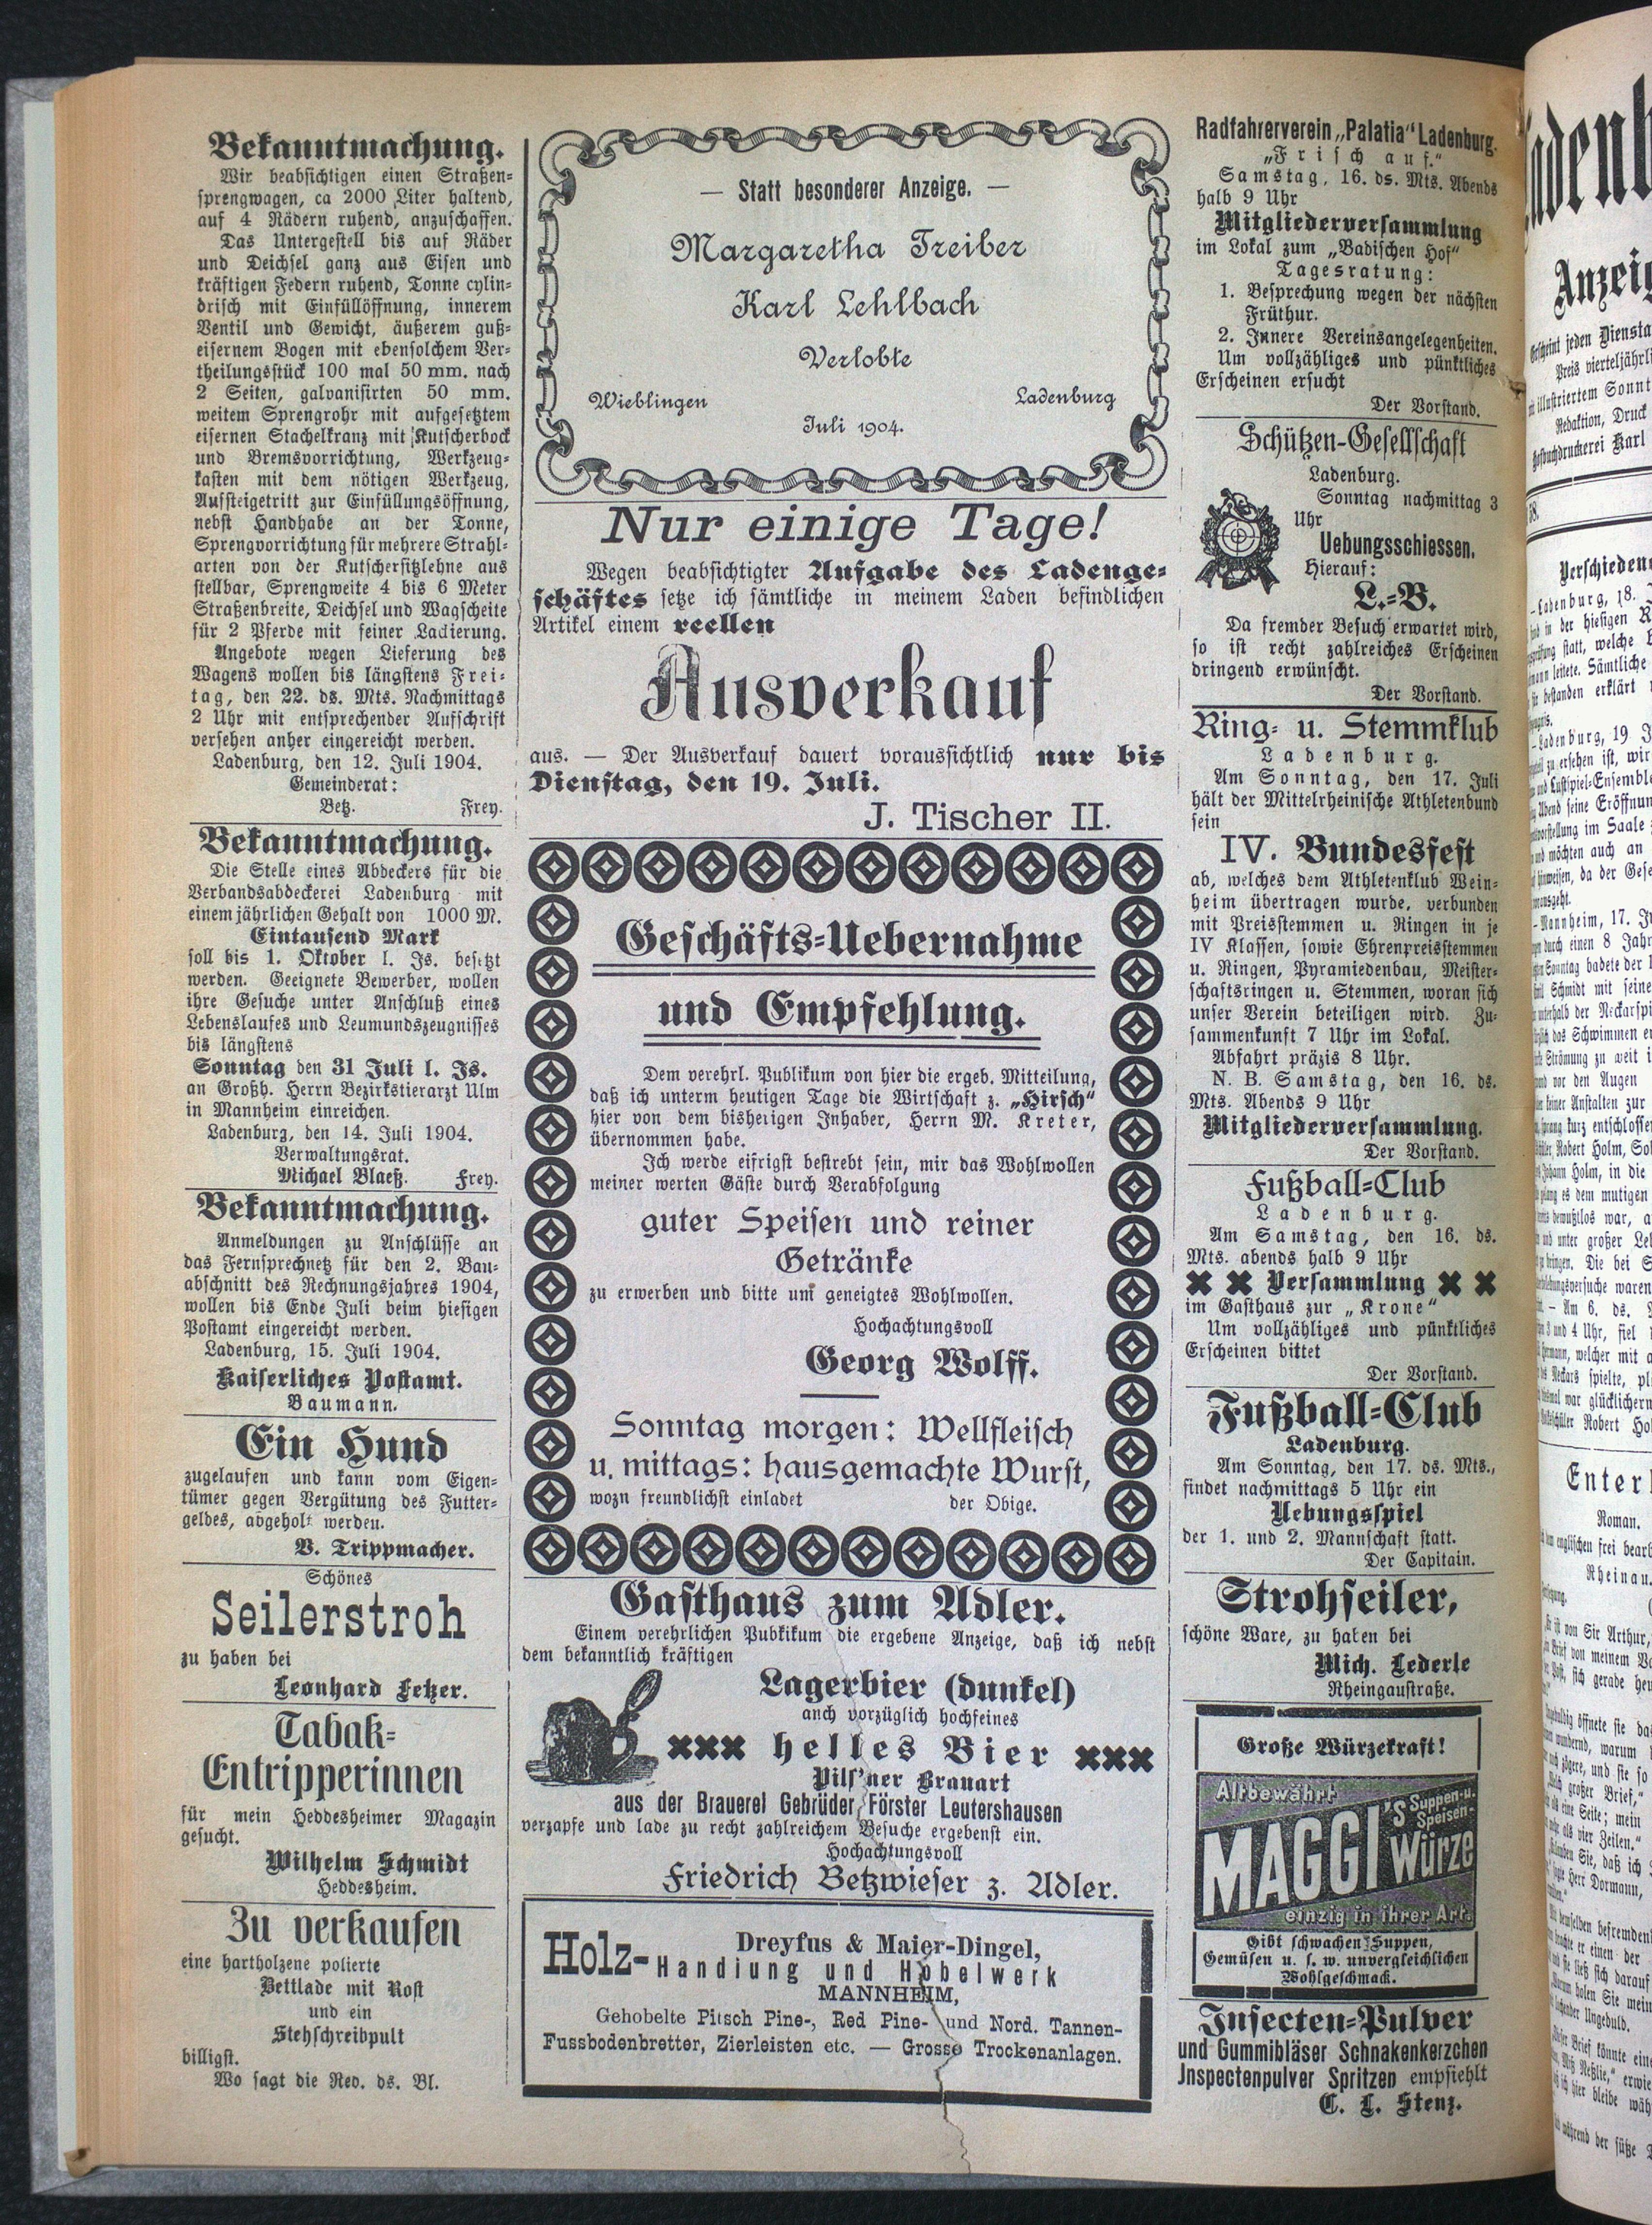 Bekanntmachung.
Wir beabsichtigen einen Straßen-
sprengwagen, ca 2000 Liter haltend,
auf 4 Rädern ruhend, anzuschaffen.
Das Untergestell bis auf Räder
und Deichsel ganz aus Eisen und
kräftigen Federn ruhend, Tonne cylin-
drisch mit Einfüllöffnung, innerem
Ventil und Gewicht, äußerem guß-
eisernem Bogen mit ebensolchem Ver-
theilungsstück 100 mal 50 mm. nach
2 Seiten, galvanisirten 50 mm.
weitem Sprengrohr mit aufgesetztem
eisernen Stachelkranz mit Kutscherbock
und Bremsvorrichtung, Werkzeug-
kasten mit dem nötigen Werkzeug,
Aufsteigetritt zur Einfüllungsöffnung,
nebst Handhabe an der Tonne,
Sprengvorrichtung für mehrere Strahl-
arten von der Kutschersitzlehne aus
stellbar, Sprengweite 4 bis 6 Meter
Straßenbreite, Deichsel und Wagscheite
für 2 Pferde mit feiner Lackierung.
Angebote wegen Lieferung des
Wagens wollen bis längstens Frei-
tag, den 22. ds. Mts. Nachmittags
2 Uhr mit entsprechender Aufschrift
versehen anher eingereicht werden.
Ladenburg, den 12. Juli 1904.
Gemeinderat:
Betz. Frey.
Bekanntmachung.
Die Stelle eines Abdeckers für die
Verbandsabdeckerei Ladenburg mit
einem jährlichen Gehalt von 1000 M.
Eintausend Mark
soll bis 1. Oktober l. Js. besetzt
werden. Geeignete Bewerber, wollen
ihre Gesuche unter Anschluß eines
Lebenslaufes und Leumundszeugnisses
bis längstens
Sonntag den 31 Juli l. Js.
an Großh. Herrn Bezirkstierarzt Ulm
in Mannheim einreichen.
Ladenburg, den 14. Juli 1904.
Verwaltungsrat.
Michael Blaeß. Frey.
Bekanntmachung.
Anmeldungen zu Anschlüsse an
das Fernsprechnetz für den 2. Bau-
abschnitt des Rechnungsjahres 1904,
wollen bis Ende Juli beim hiesigen
Postamt eingereicht werden.
Ladenburg, 15. Juli 1904.
Kaiserliches Postamt.
Baumann.
Ein Hund
zugelaufen und kann vom Eigen-
tümer gegen Vergütung des Futter-
geldes, abgeholt werden.
V. Trippmacher.
Schönes
Seilerstroh
zu haben bei
Leonhard Fetzer.
Tabak-
Entripperinnen
für mein Heddesheimer Magazin
gesucht.
Wilhelm Schmidt
Heddesheim.
Zu verkaufen
eine hartholzene polierte
Bettlade mit Rost
und ein
Stehschreibpult
billigst.
Wo sagt die Red. ds. Bl.
— Statt besonderer Anzeige. —
Margaretha Treiber
Karl Lehlbach
Verlobte
Wieblingen Ladenburg
Juli 1904.
Nur einige Tage!
Wegen beabsichtigter Aufgabe des Ladenge-
schäftes setze ich sämtliche in meinem Laden befindlichen
Artikel einem reellen
Ausverkauf
aus. — Der Ausverkauf dauert voraussichtlich nur bis
Dienstag, den 19. Juli.
J. Tischer II.
Geschäfts-Uebernahme
und Empfehlung.
Dem verehrl. Publikum von hier die ergeb. Mitteilung,
daß ich unterm heutigen Tage die Wirtschaft z. „Hirsch"
hier von dem bisherigen Inhaber, Herrn M. Kreter,
übernommen habe.
Ich werde eifrigst bestrebt sein, mir das Wohlwollen
meiner werten Gäste durch Verabfolgung
guter Speisen und reiner
Getränke
zu erwerben und bitte um geneigtes Wohlwollen.
Hochachtungsvoll
Georg Wolff.
Sonntag morgen: Wellfleisch
u. mittags: hausgemachte Wurst,
wozn freundlichst einladet der Obige.
Gasthaus zum Adler.
Einem verehrlichen Pubkikum die ergebene Anzeige, daß ich nebst
dem bekanntlich kräftigen
Lagerbier (dunkel)
anch vorzüglich hochfeines
××× helles Bier ×××
Pils'ner Brauart
aus der Brauerei Gebrüder Förster Leutershausen
verzapfe und lade zu recht zahlreichem Besuche ergebenst ein.
Hochachtungsvoll
Friedrich Betzwieser z. Adler.
Dreyfus & Maier-Dingel,
Holz-Handlung und Hobelwerk
MANNHEIM,
Gehobelte Pitsch Pine-, Red Pine- und Nord. Tannen-
Fussbodenbretter, Zierleisten etc. — Grosse Trockenanlagen.
Radfahrerverein „Palatia" Ladenburg.
„Frisch auf."
Samstag, 16. ds. Mts. Abends
halb 9 Uhr
Mitgliederversammlung
im Lokal zum „Badischen Hof"
Tagesratung:
1. Besprechung wegen der nächsten
Früthur.
2. Innere Vereinsangelegenheiten.
Um vollzähliges und pünktliches
Erscheinen ersucht
Der Vorstand.
Schützen-Gesellschaft
Ladenburg.
Sonntag nachmittag 3
Uhr
Uebungsschiessen.
Hierauf:
L.-B.
Da fremder Besuch erwartet wird,
so ist recht zahlreiches Erscheinen
dringend erwünscht.
Der Vorstand.
Ring- u. Stemmklub
Ladenburg.
Am Sonntag, den 17. Juli
hält der Mittelrheinische Athletenbund
sein
IV. Bundesfest
ab, welches dem Athletenklub Wein-
heim übertragen wurde, verbunden
mit Preisstemmen u. Ringen in je
IV Klassen, sowie Ehrenpreisstemmen
u. Ringen, Pyramiedenbau, Meister-
schaftsringen u. Stemmen, woran sich
unser Verein beteiligen wird. Zu-
sammenkunft 7 Uhr im Lokal.
Abfahrt präzis 8 Uhr.
N. B. Samstag, den 16. ds.
Mts. Abends 9 Uhr
Mitgliederversammlung.
Der Vorstand.
Fußball-Club
Ladenburg.
Am Samstag, den 16. ds.
Mts. abends halb 9 Uhr
× × Versammlung × ×
im Gasthaus zur „Krone"
Um vollzähliges und pünktliches
Erscheinen bittet
Der Vorstand.
Fußball-Club
Ladenburg.
Am Sonntag, den 17. ds. Mts.,
findet nachmittags 5 Uhr ein
Uebungsspiel
der 1. und 2. Mannschaft statt.
Der Capitain.
Strohseiler,
schöne Ware, zu haben bei
Mich. Lederle
Rheingaustraße.
Große Würzekraft!
Altbewährt
MAGGI's Suppen-u.
Speisen-
Würze
einzig in ihrer Art.
Gibt schwachen Suppen,
Gemüsen u. s. w. unvergleichlichen
Wohlgeschmack.
Insecten-Pulver
und Gummibläser Schnakenkerzchen
Jnspectenpulver Spritzen empfiehlt
C. L. Stenz.